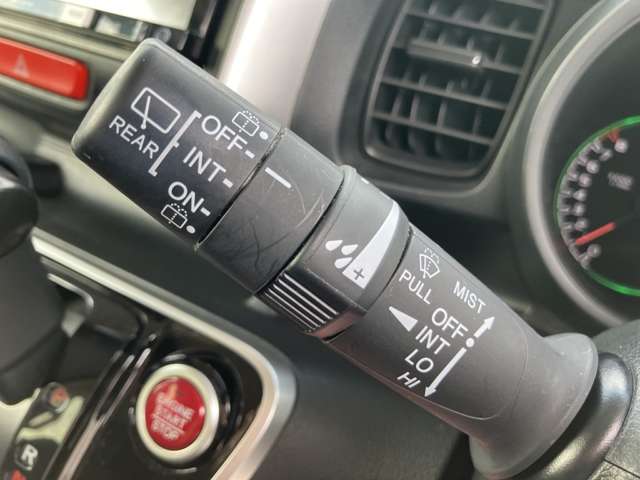 REAR
OFF-
INT-
ON-
PULL
MIST
OFF
INT
LO
HI
ENGINE
START
STOP
R